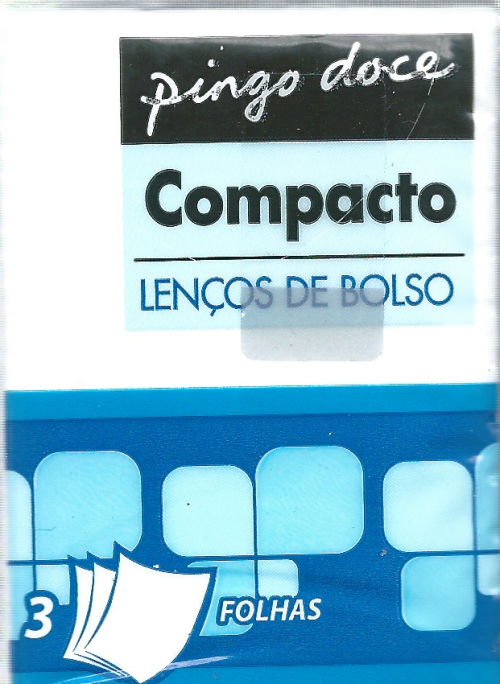 pingo doce
Compacto
LENÇOS DE BOLSO
3 FOLHAS